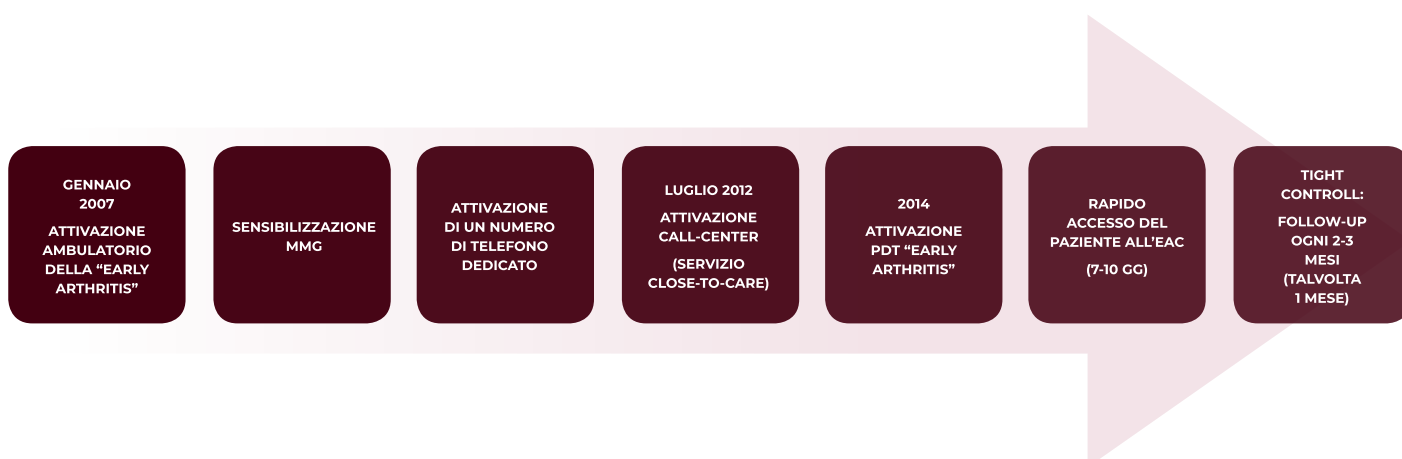 GENNAIO
2007
ATTIVAZIONE
AMBULATORIO
DELLA “EARLY
ARTHRITIS”
SENSIBILIZZAZIONE
MMG
ATTIVAZIONE
DI UN NUMERO
DI TELEFONO
DEDICATO
LUGLIO 2012
ATTIVAZIONE
CALL-CENTER
(SERVIZIO
CLOSE-TO-CARE)
2014
ATTIVAZIONE
PDT “EARLY
ARTHRITIS”
RAPIDO
ACCESSO DEL
PAZIENTE ALL’EAC
(7-10 GG)
TIGHT
CONTROLL:
FOLLOW-UP
OGNI 2-3
MESI
(TALVOLTA
1 MESE)